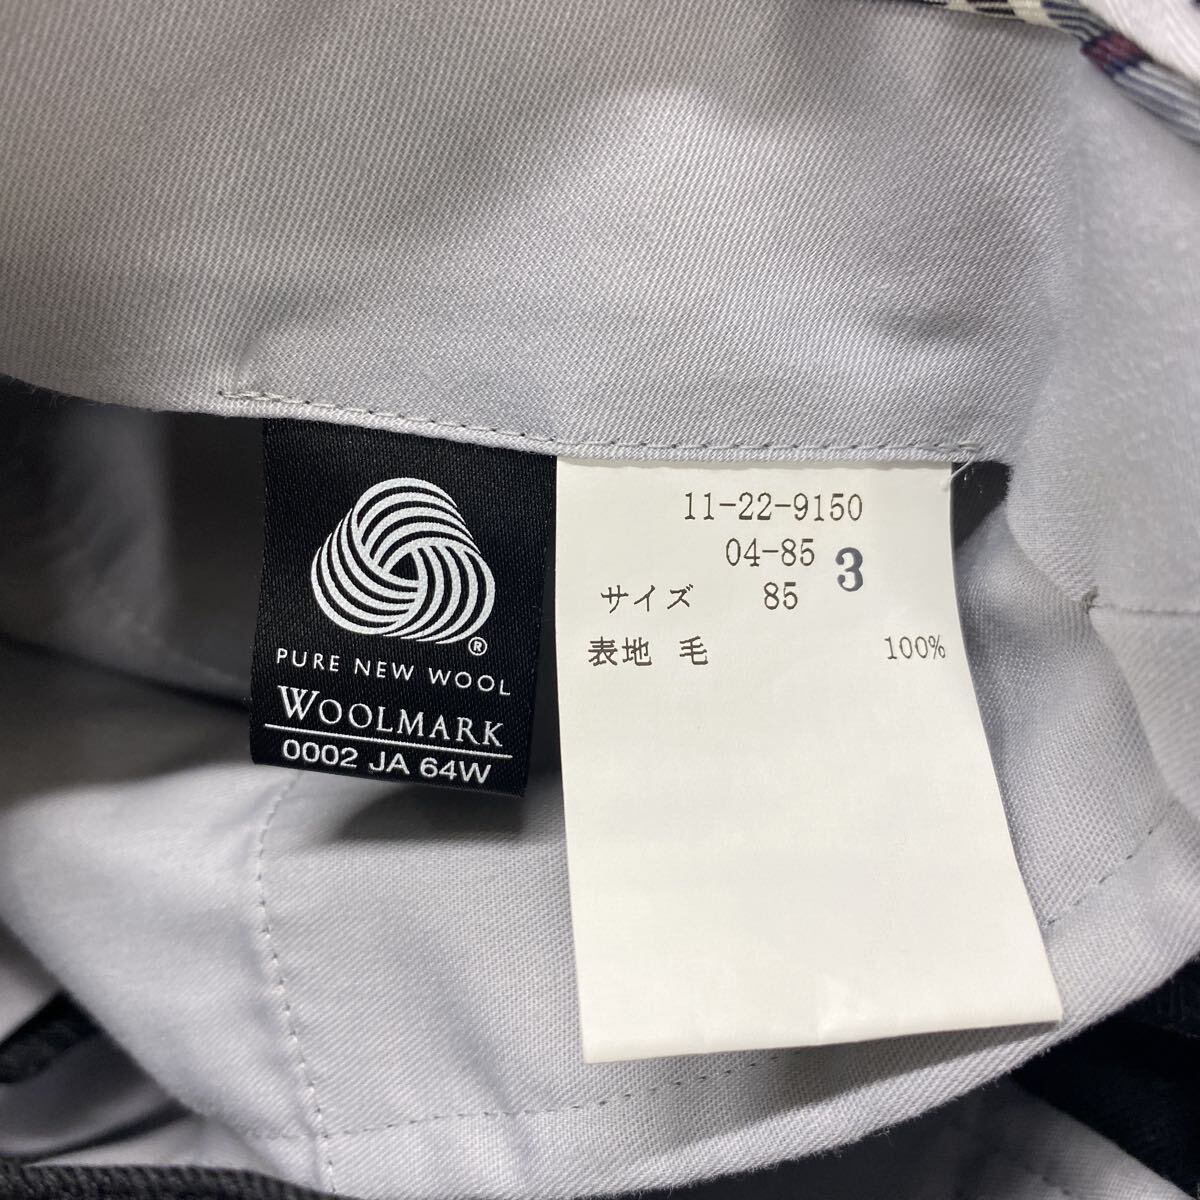 ®
PURE NEW WOOL
WOOLMARK
0002 JA 64W
11-22-9150
04-85 3
サイズ 85
表地 毛 100%